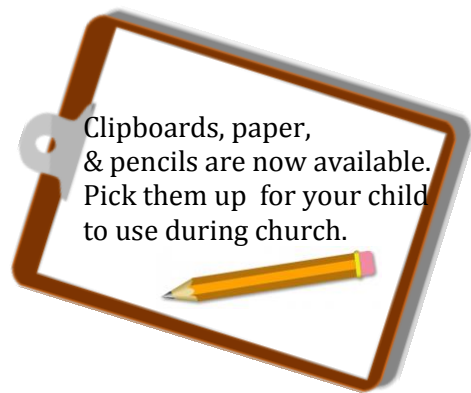 Clipboards, paper,
& pencils are now available.
Pick them up  for your child
to use during church.